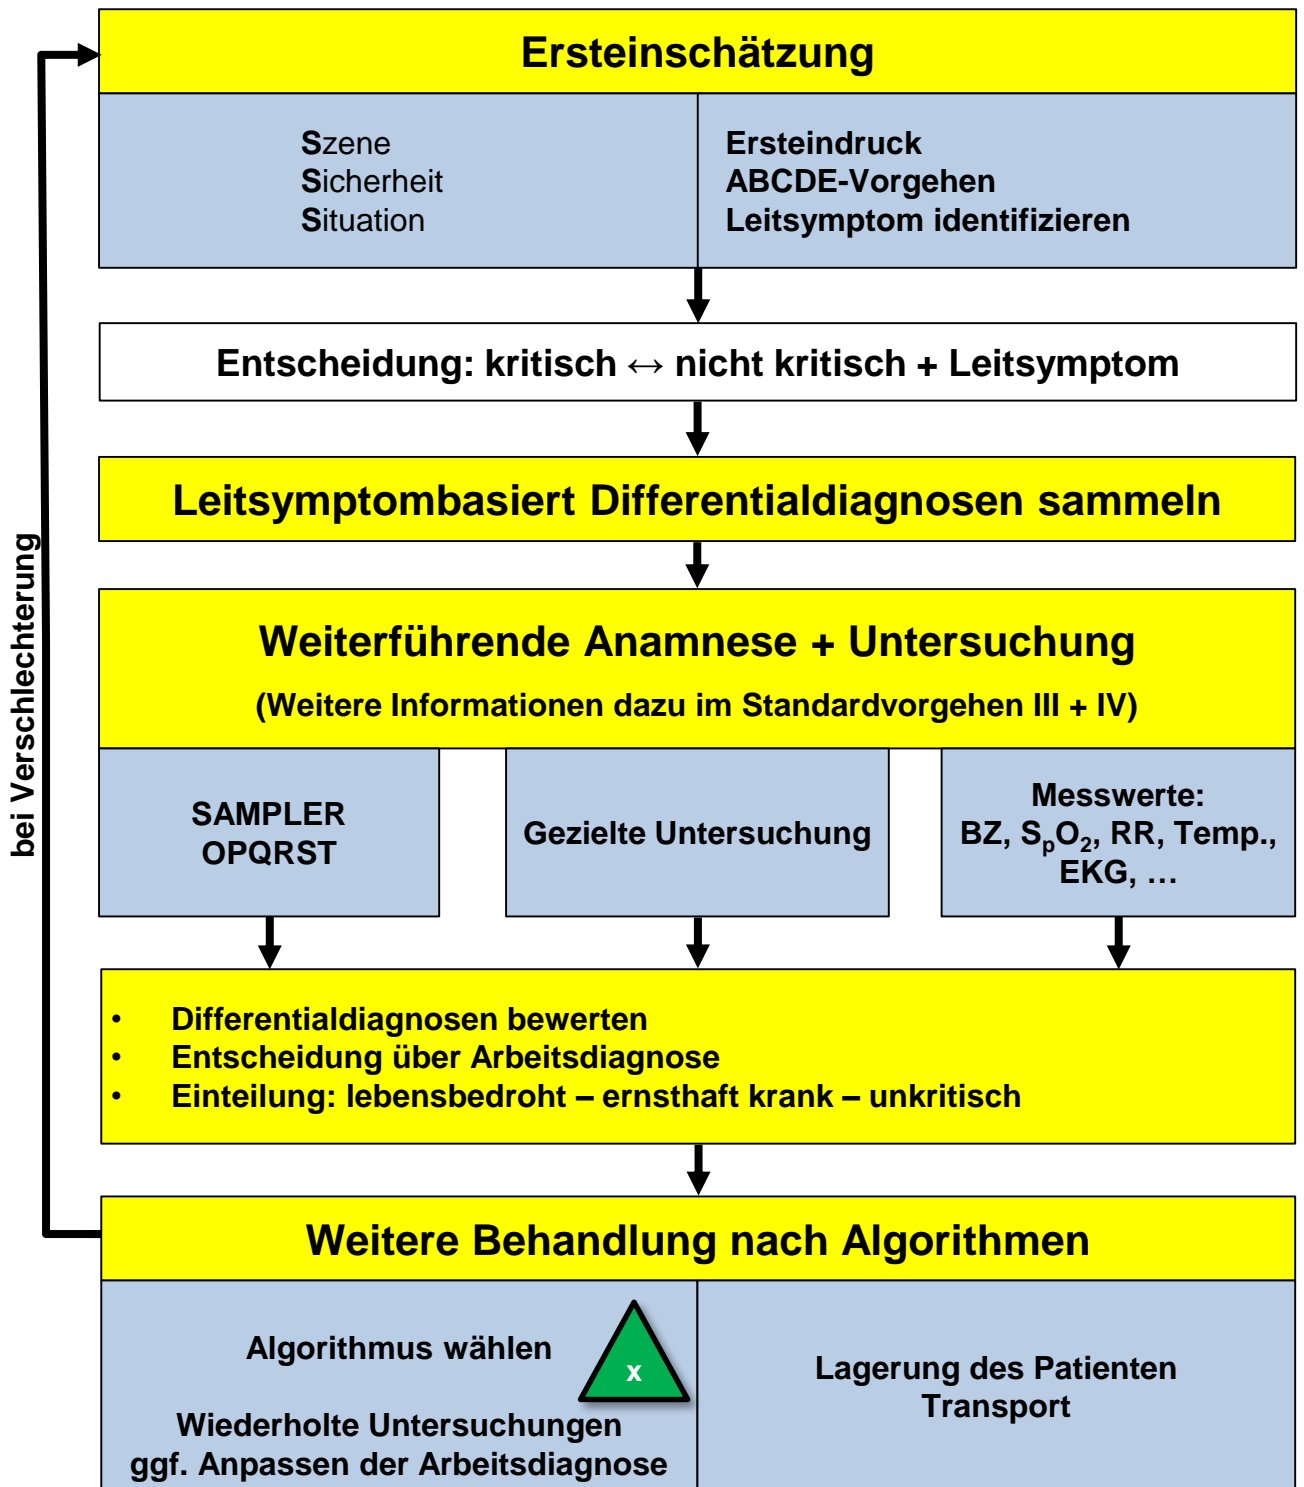 Ersteinschätzung
Szene
Sicherheit
Situation
Ersteindruck
ABCDE-Vorgehen
Leitsymptom identifizieren
Entscheidung: kritisch ↔ nicht kritisch + Leitsymptom
Leitsymptombasiert Differentialdiagnosen sammeln
bei Verschlechterung
Weiterführende Anamnese + Untersuchung
(Weitere Informationen dazu im Standardvorgehen III + IV)
SAMPLER
OPQRST
Gezielte Untersuchung
Messwerte:
BZ, SpO2, RR, Temp.,
EKG, …
• Differentialdiagnosen bewerten
• Entscheidung über Arbeitsdiagnose
• Einteilung: lebensbedroht – ernsthaft krank – unkritisch
Weitere Behandlung nach Algorithmen
Algorithmus wählen
x
Wiederholte Untersuchungen
ggf. Anpassen der Arbeitsdiagnose
Lagerung des Patienten
Transport